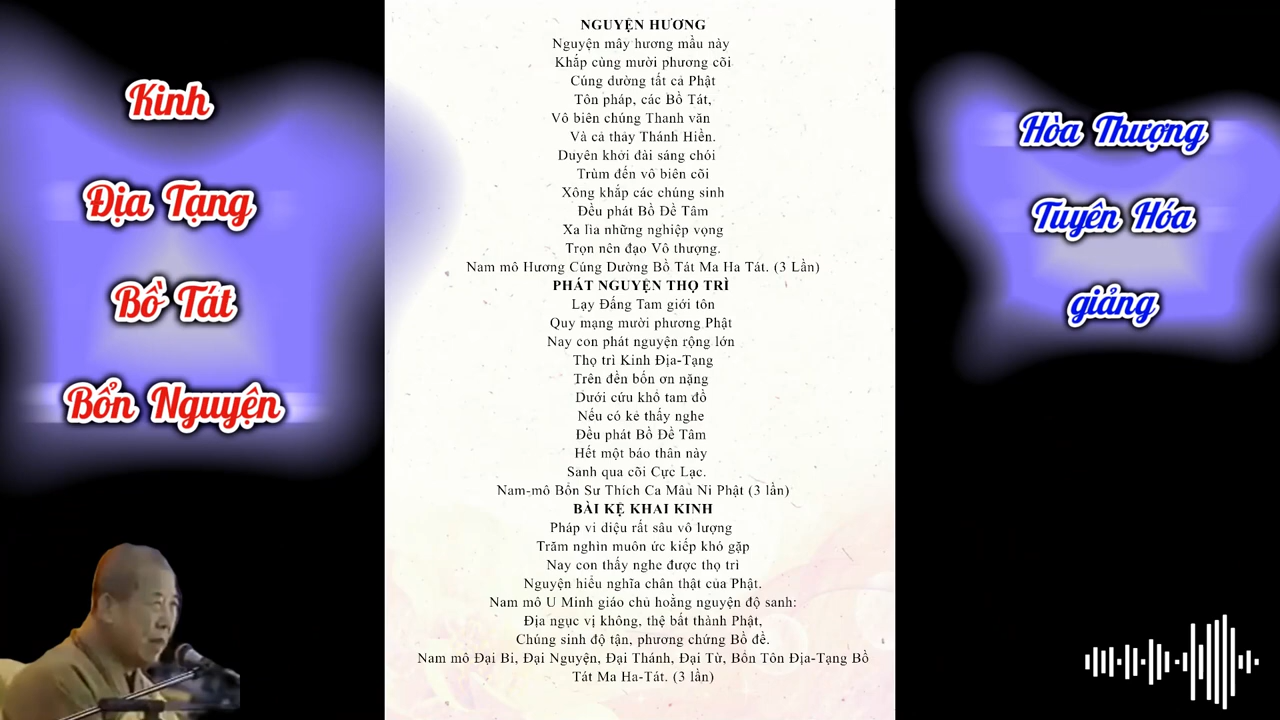 Kinh
Địa Tạng
Bồ Tát
Bổn Nguyện
NGUYỆN HƯƠNG
Nguyện mây hương mầu này
Khắp cùng mười phương cõi
Cúng dường tất cả Phật
Tôn pháp, các Bồ Tát,
Vô biên chúng Thanh văn
Và cả thảy Thánh Hiền.
Duyên khởi đài sáng chói
Trùm đến vô biên cõi
Xông khắp các chúng sinh
Đều phát Bồ Đề Tâm
Xa lìa những nghiệp vọng
Trọn nên đạo Vô thượng.
Nam mô Hương Cúng Dường Bồ Tát Ma Ha Tát. (3 Lần)
PHÁT NGUYỆN THỌ TRÌ
Lạy Đấng Tam giới tôn
Quy mạng mười phương Phật
Nay con phát nguyện rộng lớn
Thọ trì Kinh Địa-Tạng
Trên đền bốn ơn nặng
Dưới cứu khổ tam đồ
Nếu có kẻ thấy nghe
Đều phát Bồ Đề Tâm
Hết một báo thân này
Sanh qua cõi Cực Lạc.
Nam-mô Bổn Sư Thích Ca Mâu Ni Phật (3 lần)
BÀI KỆ KHAI KINH
Pháp vi diệu rất sâu vô lượng
Trăm nghìn muôn ức kiếp khó gặp
Nay con thấy nghe được thọ trì
Nguyện hiểu nghĩa chân thật của Phật.
Nam mô U Minh giáo chủ hoằng nguyện độ sanh:
Địa ngục vị không, thệ bất thành Phật,
Chúng sinh độ tận, phương chứng Bồ đề.
Nam mô Đại Bi, Đại Nguyện, Đại Thánh, Đại Từ, Bổn Tôn Địa-Tạng Bồ
Tát Ma Ha-Tát. (3 lần)
Hòa Thượng
Tuyên Hóa
giảng